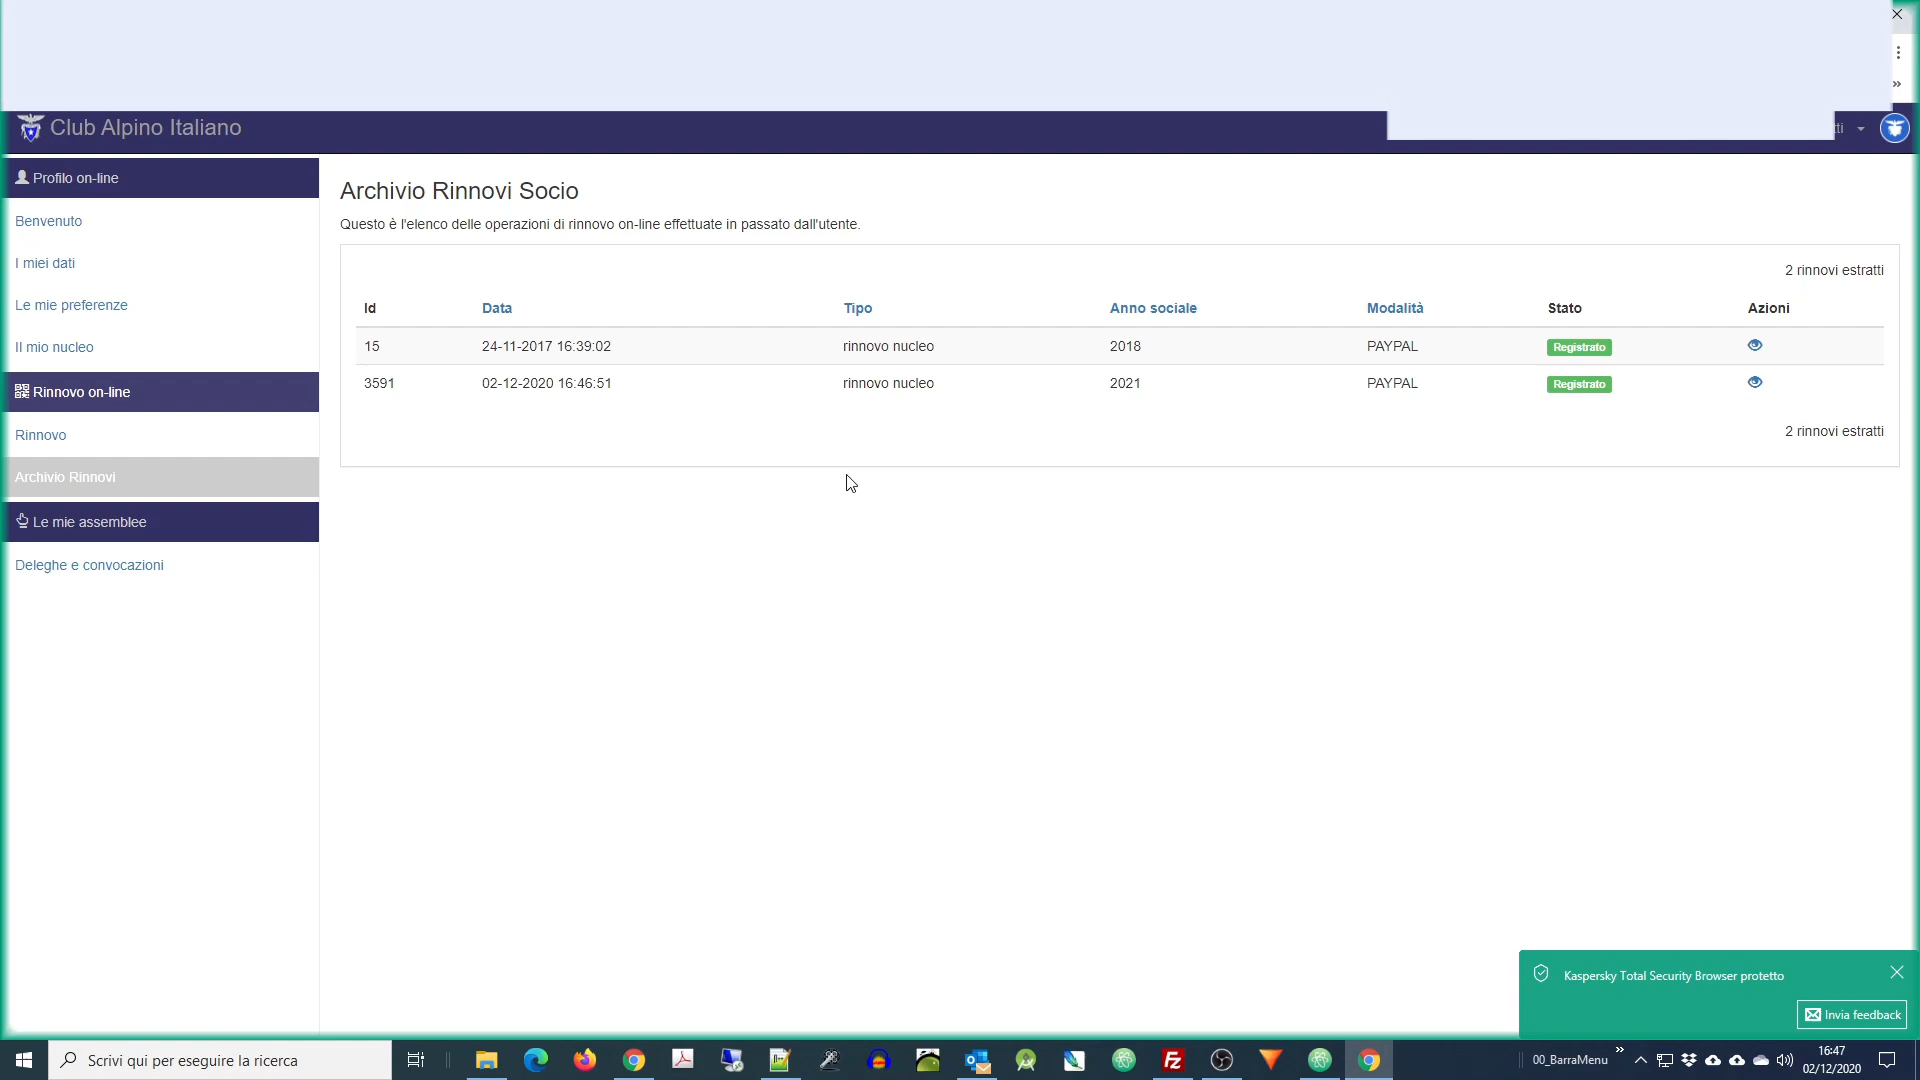 Club Alpino Italiano
Profilo on-line
Benvenuto
I miei dati
Le mie preferenze
Il mio nucleo
Rinnovo on-line
Rinnovo
Archivio Rinnovi
Le mie assemblee
Deleghe e convocazioni
Archivio Rinnovi Socio
Questo è l'elenco delle operazioni di rinnovo on-line effettuate in passato dall'utente.
2 rinnovi estratti
Id Data Tipo Anno sociale Modalità Stato Azioni
15 24-11-2017 16:39:02 rinnovo nucleo 2018 PAYPAL Registrato
3591 02-12-2020 16:46:51 rinnovo nucleo 2021 PAYPAL Registrato
2 rinnovi estratti
Kaspersky Total Security Browser protetto
Invia feedback
Scrivi qui per eseguire la ricerca
00_BarraMenu
16:47
02/12/2020